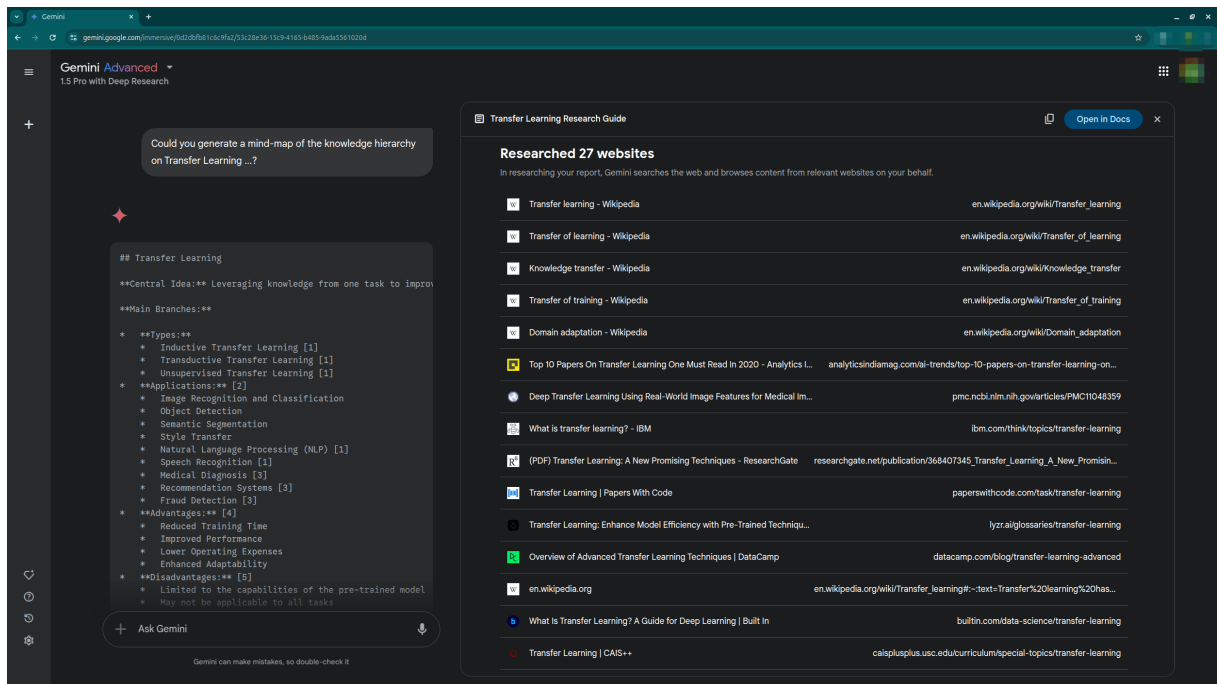 Gemini
gemini.google.com/immersive/0d2dbfb81c6c9fa2/53c28e36-15c9-4165-b485-9ada5561020d
Gemini Advanced
1.5 Pro with Deep Research
Could you generate a mind-map of the knowledge hierarchy
on Transfer Learning ...?
## Transfer Learning
**Central Idea:** Leveraging knowledge from one task to improv
**Main Branches:**
* **Types:**
* Inductive Transfer Learning [1]
* Transductive Transfer Learning [1]
* Unsupervised Transfer Learning [1]
* **Applications:** [2]
* Image Recognition and Classification
* Object Detection
* Semantic Segmentation
* Style Transfer
* Natural Language Processing (NLP) [1]
* Speech Recognition [1]
* Medical Diagnosis [3]
* Recommendation Systems [3]
* Fraud Detection [3]
* **Advantages:** [4]
* Reduced Training Time
* Improved Performance
* Lower Operating Expenses
* Enhanced Adaptability
* **Disadvantages:** [5]
* Limited to the capabilities of the pre-trained model
* May not be applicable to all tasks
Ask Gemini
Gemini can make mistakes, so double-check it
Transfer Learning Research Guide
Open in Docs
Researched 27 websites
In researching your report, Gemini searches the web and browses content from relevant websites on your behalf.
Transfer learning - Wikipedia en.wikipedia.org/wiki/Transfer_learning
Transfer of learning - Wikipedia en.wikipedia.org/wiki/Transfer_of_learning
Knowledge transfer - Wikipedia en.wikipedia.org/wiki/Knowledge_transfer
Transfer of training - Wikipedia en.wikipedia.org/wiki/Transfer_of_training
Domain adaptation - Wikipedia en.wikipedia.org/wiki/Domain_adaptation
Top 10 Papers On Transfer Learning One Must Read In 2020 - Analytics I... analyticsindiamag.com/ai-trends/top-10-papers-on-transfer-learning-on...
Deep Transfer Learning Using Real-World Image Features for Medical Im... pmc.ncbi.nlm.nih.gov/articles/PMC11048359
What is transfer learning? - IBM ibm.com/think/topics/transfer-learning
(PDF) Transfer Learning: A New Promising Techniques - ResearchGate researchgate.net/publication/368407345_Transfer_Learning_A_New_Promisin...
Transfer Learning | Papers With Code paperswithcode.com/task/transfer-learning
Transfer Learning: Enhance Model Efficiency with Pre-Trained Techniqu... lyzr.ai/glossaries/transfer-learning
Overview of Advanced Transfer Learning Techniques | DataCamp datacamp.com/blog/transfer-learning-advanced
en.wikipedia.org en.wikipedia.org/wiki/Transfer_learning#:~:text=Transfer%20learning%20has...
What Is Transfer Learning? A Guide for Deep Learning | Built In builtin.com/data-science/transfer-learning
Transfer Learning | CAIS++ caisplusplus.usc.edu/curriculum/special-topics/transfer-learning